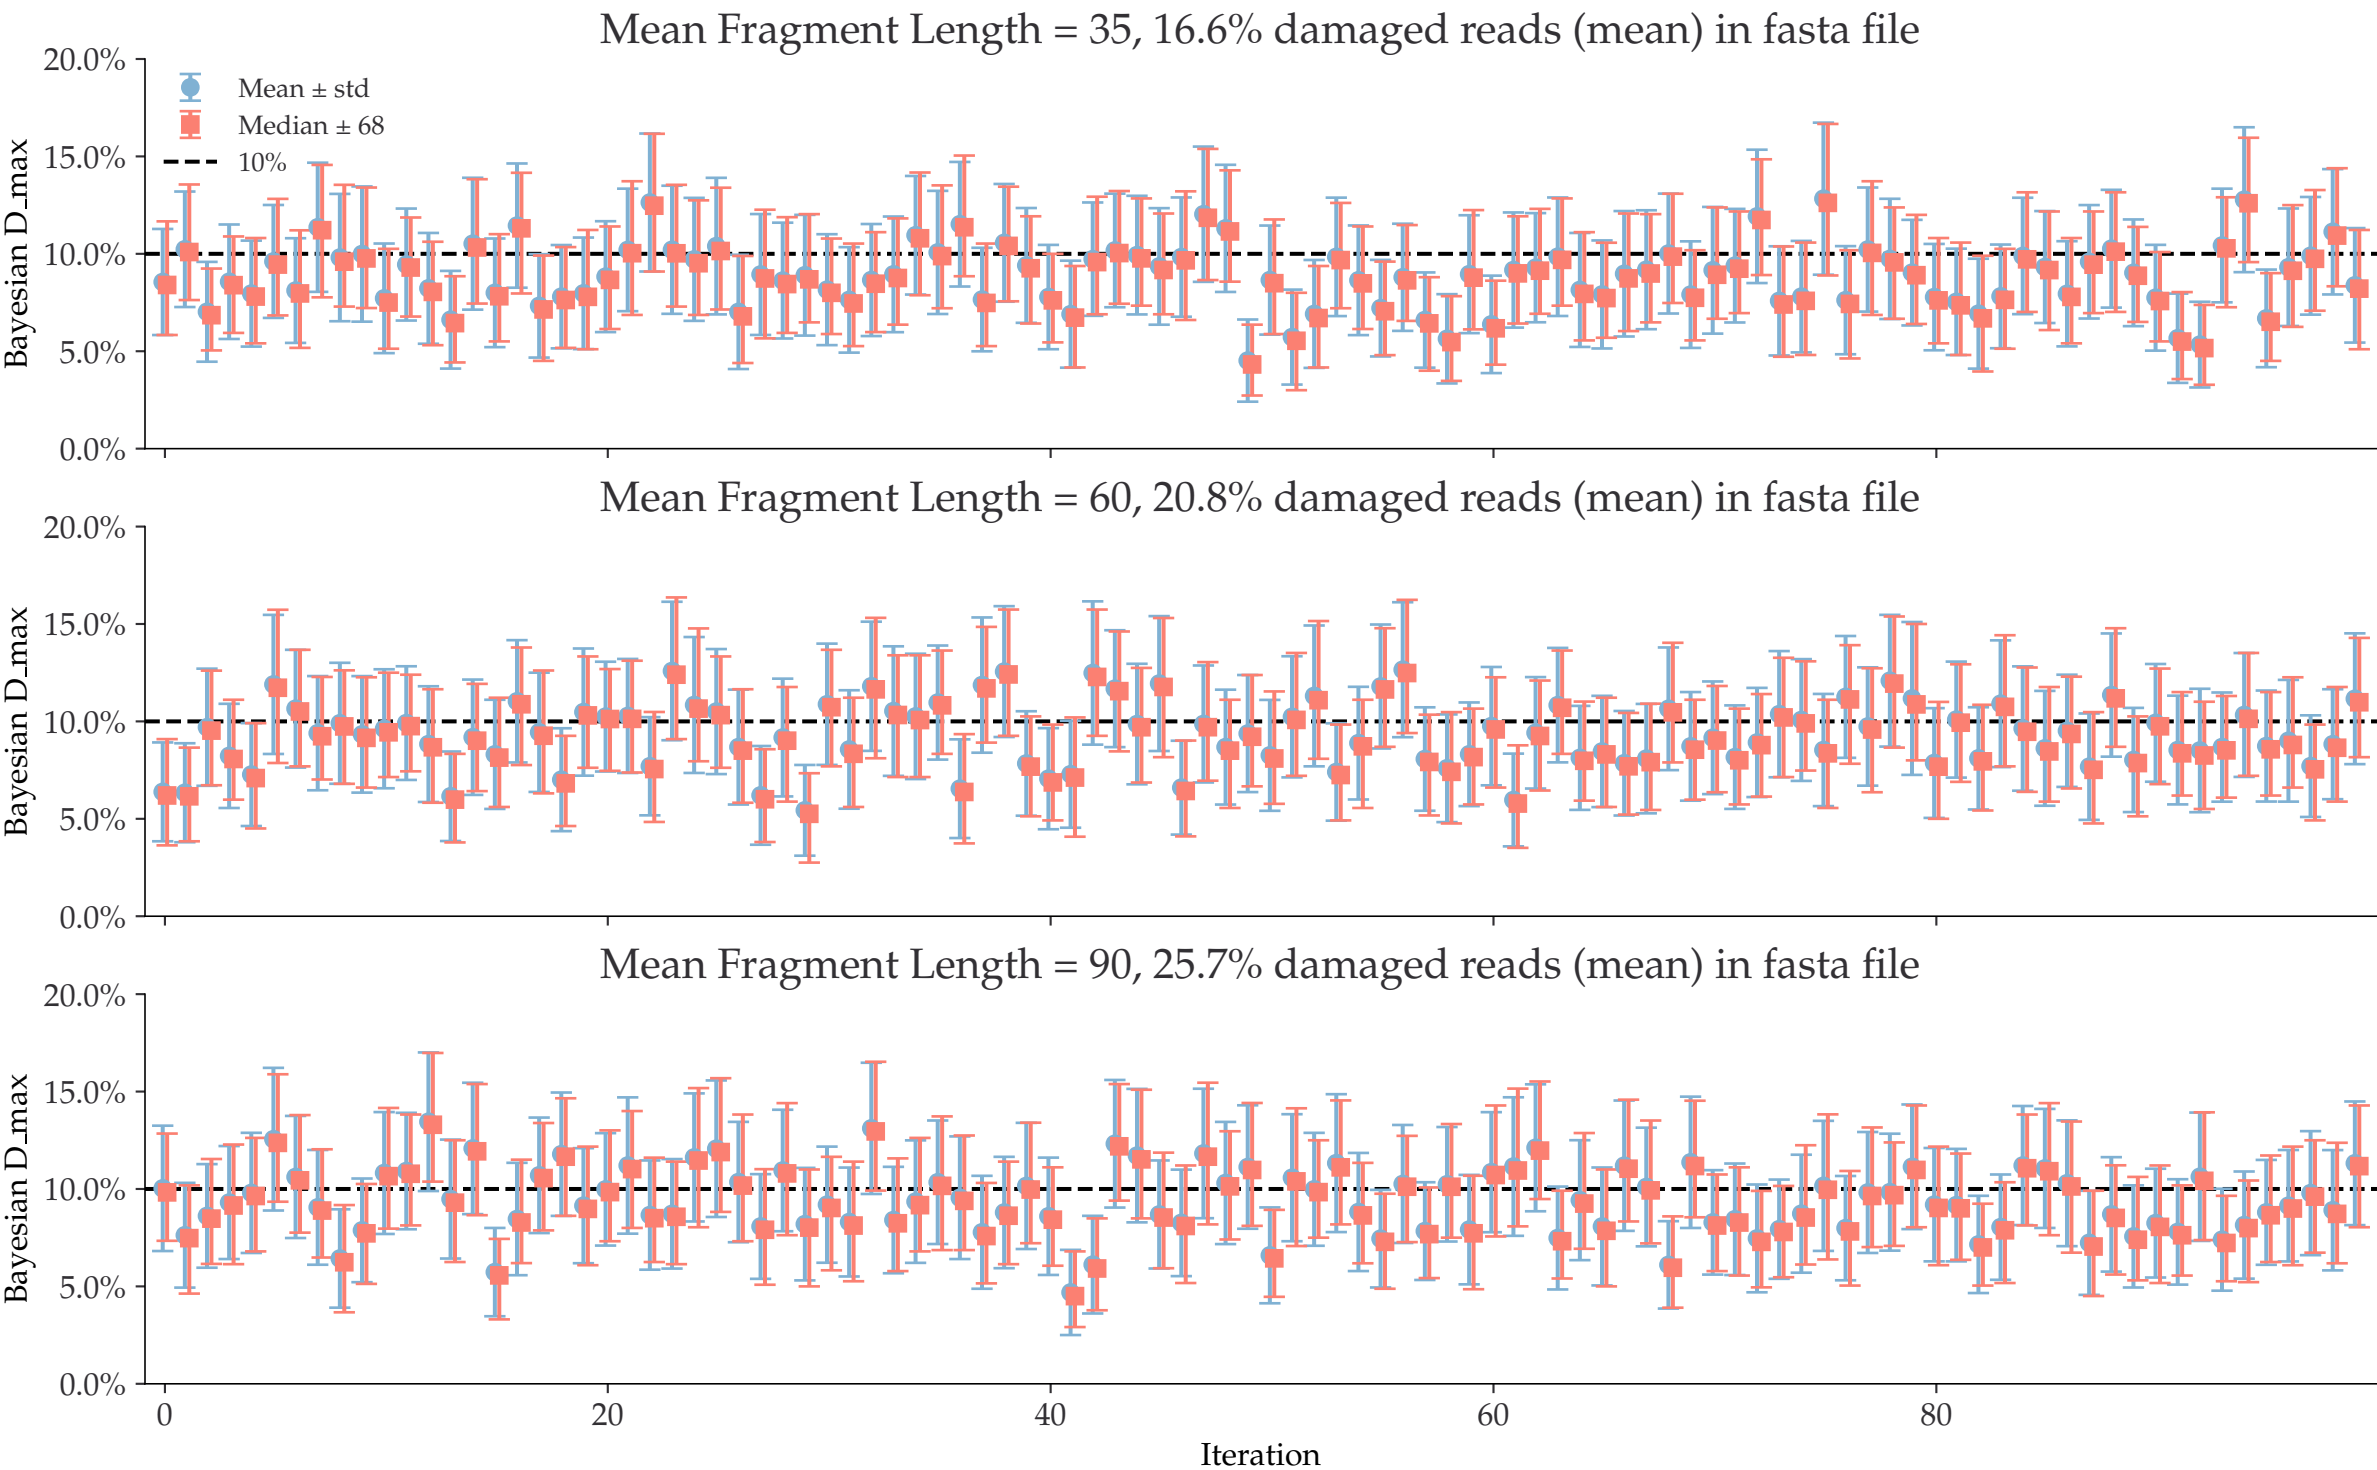 Mean Fragment Length = 35, 16.6% damaged reads (mean) in fasta file
20.0%
15.0%
10.0%
5.0%
0.0%
Bayesian D_max
Mean ± std
Median ± 68
10%
Mean Fragment Length = 60, 20.8% damaged reads (mean) in fasta file
20.0%
15.0%
10.0%
5.0%
0.0%
Bayesian D_max
Mean Fragment Length = 90, 25.7% damaged reads (mean) in fasta file
20.0%
15.0%
10.0%
5.0%
0.0%
Bayesian D_max
0 20 40 60 80
Iteration